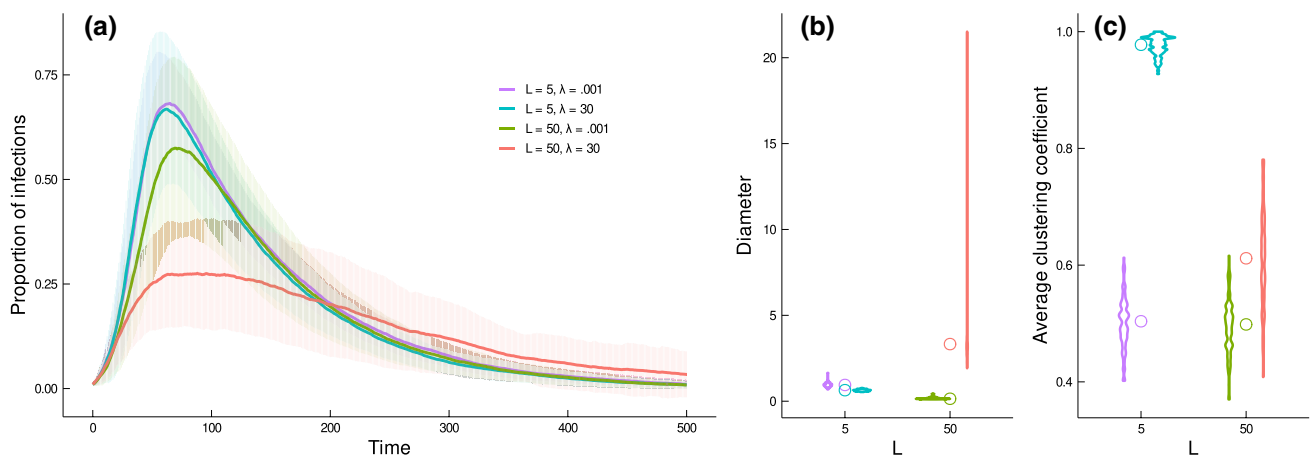 (a)
Proportion of infections
0.75
0.50
0.25
0.00
L = 5, λ = .001
L = 5, λ = 30
L = 50, λ = .001
L = 50, λ = 30
0 100 200 300 400 500
Time
(b)
Diameter
20
15
10
5
0
5 50
L
(c)
Average clustering coefficient
1.0
0.8
0.6
0.4
5 50
L